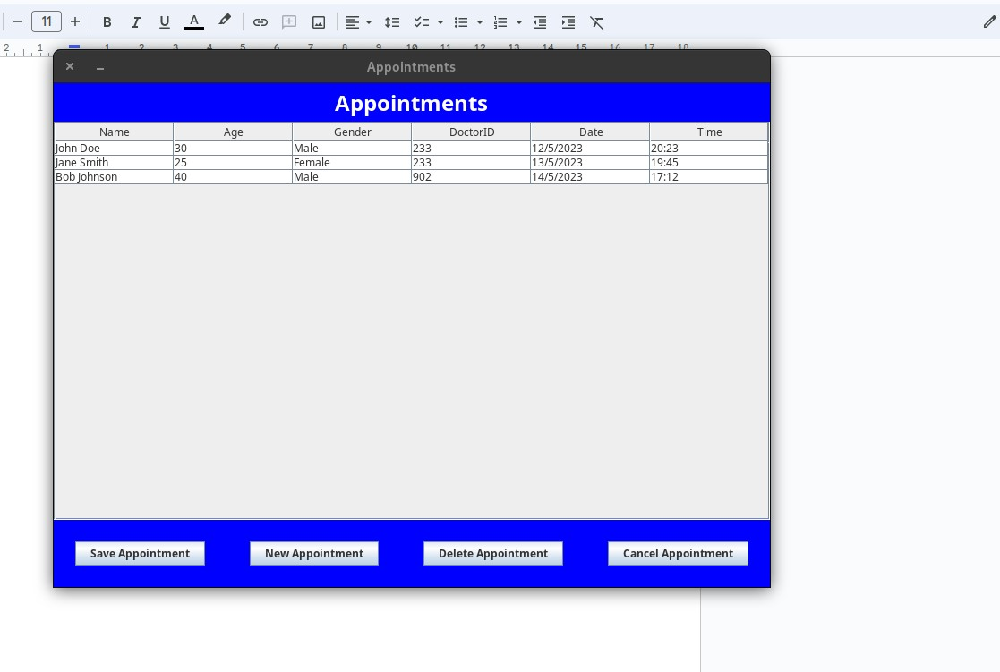 11 B I U A
2 1 1 2 3 4 5 6 7 8 9 10 11 12 13 14 15 16 17 18
Appointments
Appointments
Name Age Gender DoctorID Date Time
John Doe 30 Male 233 12/5/2023 20:23
Jane Smith 25 Female 233 13/5/2023 19:45
Bob Johnson 40 Male 902 14/5/2023 17:12
Save Appointment New Appointment Delete Appointment Cancel Appointment